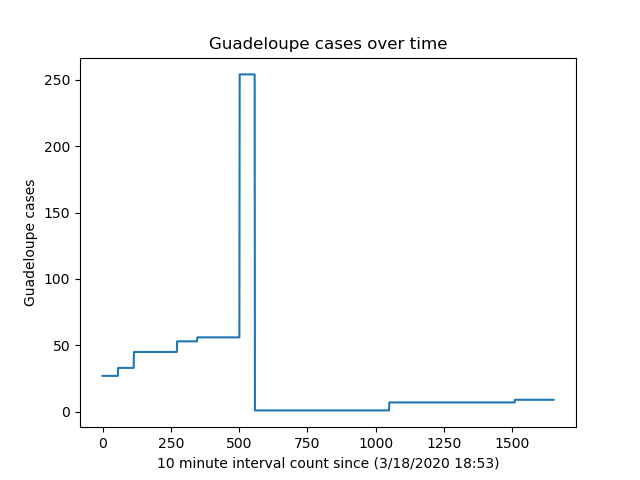 Guadeloupe cases over time
Guadeloupe cases
250
200
150
100
50
0
0 250 500 750 1000 1250 1500
10 minute interval count since (3/18/2020 18:53)